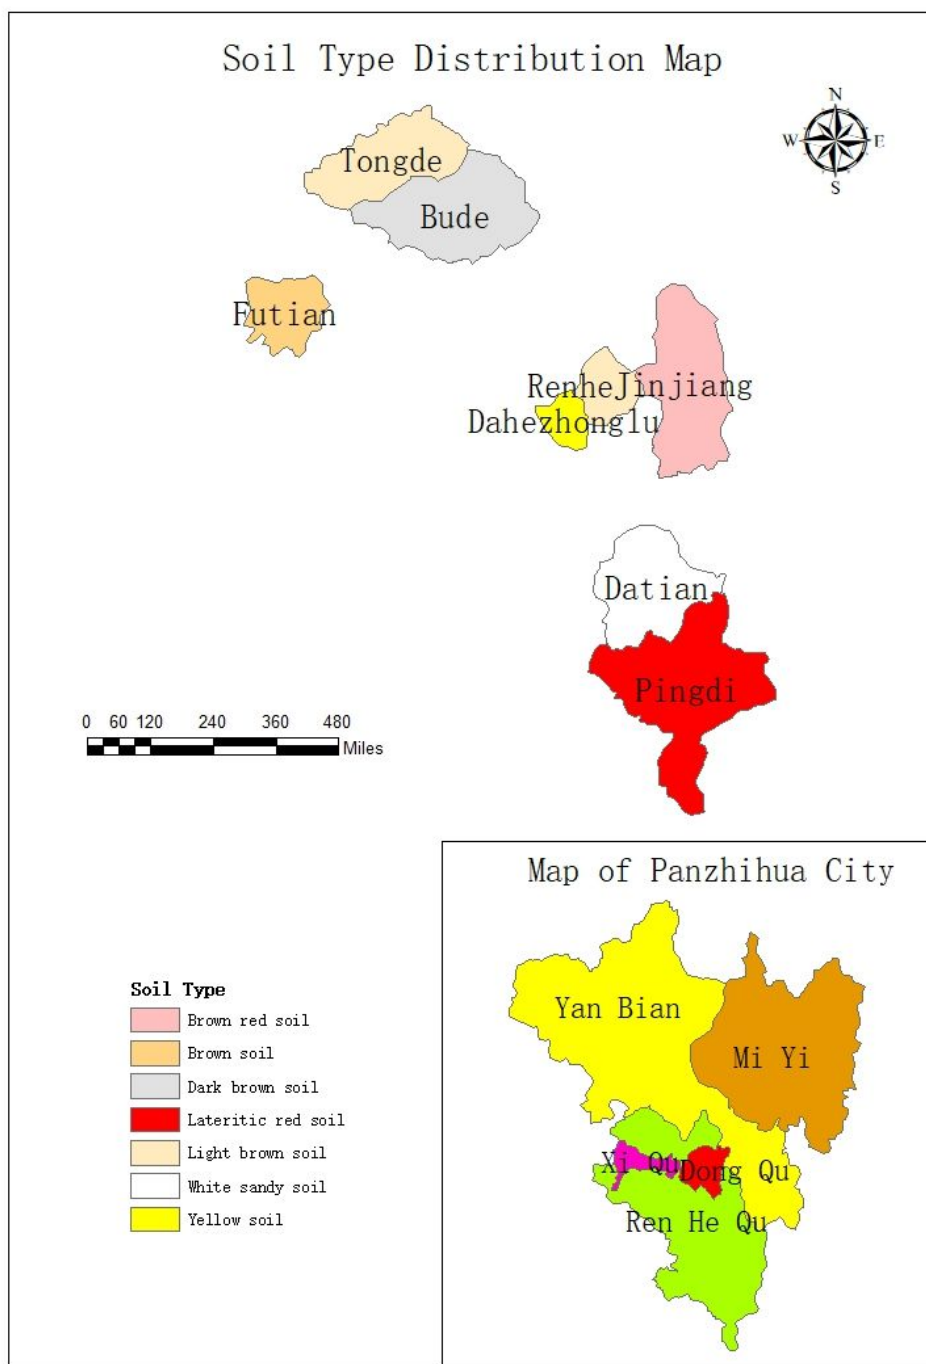 Soil Type Distribution Map
N
W E
S
Tongde
Bude
Futian
RenheJinjiang
Dahezhonglu
Datian
Pingdi
0 60 120 240 360 480
Miles
Map of Panzhihua City
Yan Bian
Mi Yi
Xi Qu Dong Qu
Ren He Qu
Soil Type
Brown red soil
Brown soil
Dark brown soil
Lateritic red soil
Light brown soil
White sandy soil
Yellow soil